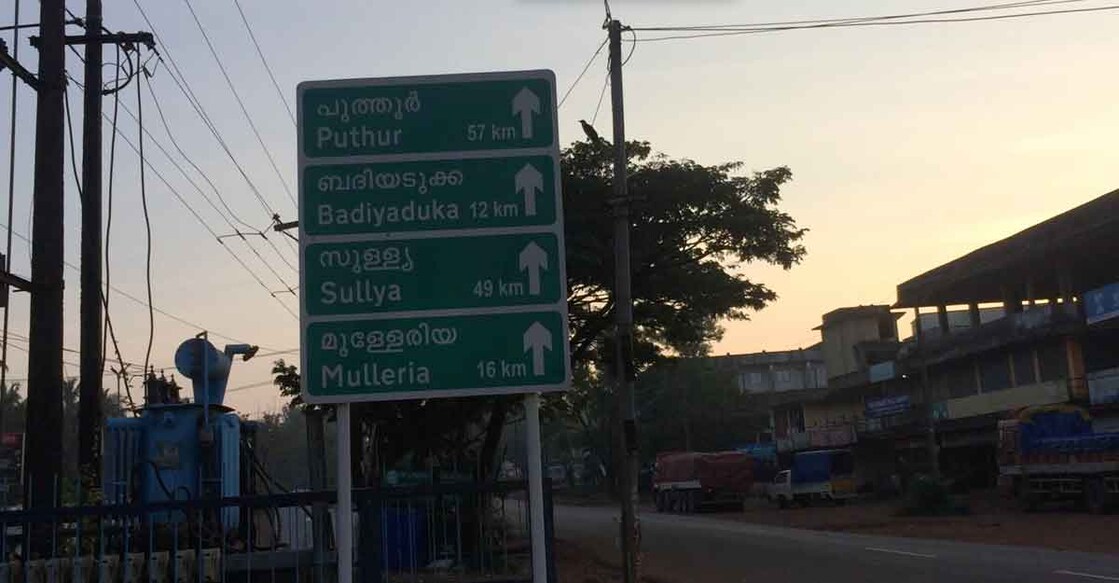 പുത്തൂർ
Puthur 57 km
ബദിയടുക്ക
Badiyaduka 12 km
സുള്ള്യ
Sullya 49 km
മുള്ളേരിയ
Mulleria 16 km